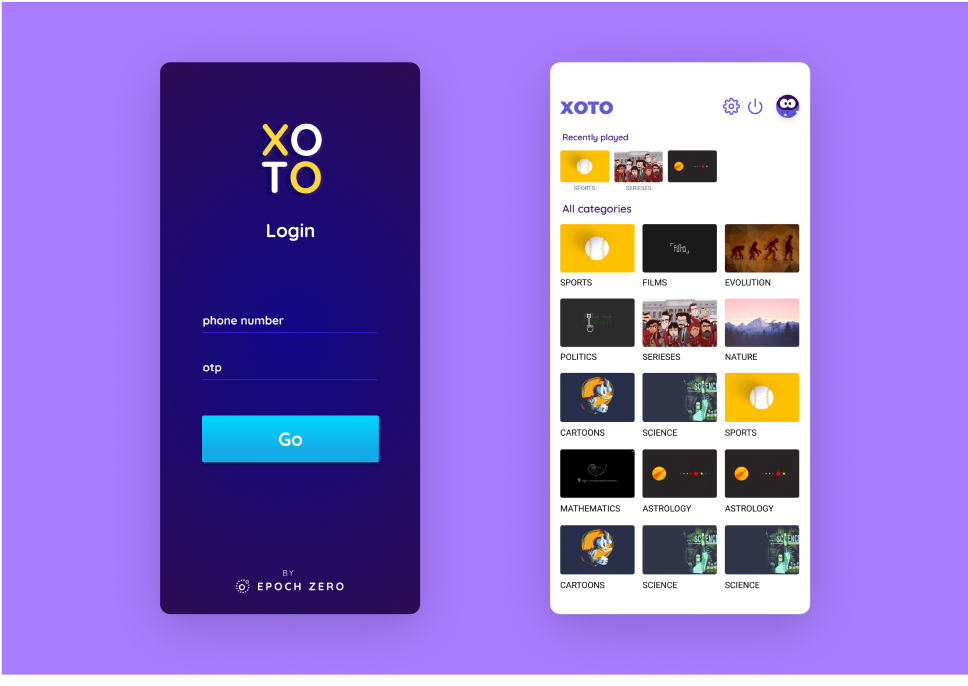 XO
TO
Login
phone number
otp
Go
BY
EPOCH ZERO
XOTO
Recently played
SPORTS
SERIESES
All categories
SPORTS
FILMS
EVOLUTION
POLITICS
SERIESES
NATURE
CARTOONS
SCIENCE
SPORTS
MATHEMATICS
ASTROLOGY
ASTROLOGY
CARTOONS
SCIENCE
SCIENCE